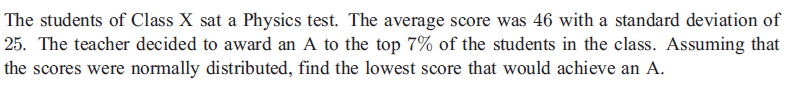 The students of Class X sat a Physics test. The average score was 46 with a standard deviation of
25. The teacher decided to award an A to the top 7% of the students in the class. Assuming that
the scores were normally distributed, find the lowest score that would achieve an A.